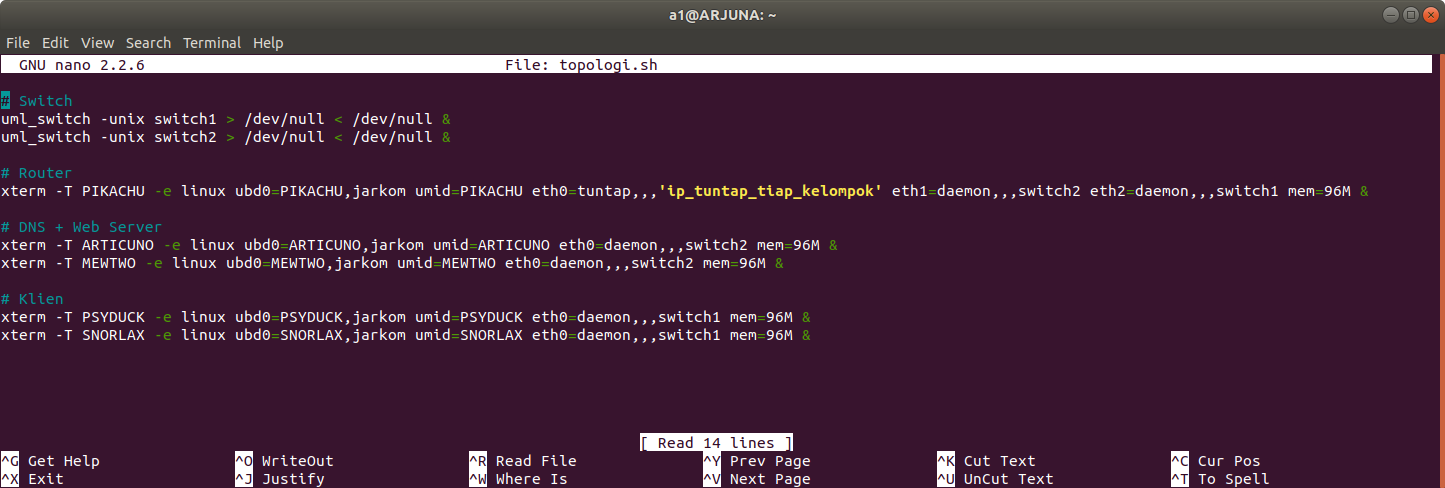 a1@ARJUNA: ~
File Edit View Search Terminal Help
GNU nano 2.2.6 File: topologi.sh
# Switch
uml_switch -unix switch1 > /dev/null < /dev/null &
uml_switch -unix switch2 > /dev/null < /dev/null &
# Router
xterm -T PIKACHU -e linux ubd0=PIKACHU,jarkom umid=PIKACHU eth0=tuntap,,,'ip_tuntap_tiap_kelompok' eth1=daemon,,,switch2 eth2=daemon,,,switch1 mem=96M &
# DNS + Web Server
xterm -T ARTICUNO -e linux ubd0=ARTICUNO,jarkom umid=ARTICUNO eth0=daemon,,,switch2 mem=96M &
xterm -T MEWTWO -e linux ubd0=MEWTWO,jarkom umid=MEWTWO eth0=daemon,,,switch2 mem=96M &
# Klien
xterm -T PSYDUCK -e linux ubd0=PSYDUCK,jarkom umid=PSYDUCK eth0=daemon,,,switch1 mem=96M &
xterm -T SNORLAX -e linux ubd0=SNORLAX,jarkom umid=SNORLAX eth0=daemon,,,switch1 mem=96M &
[ Read 14 lines ]
^G Get Help ^O WriteOut ^R Read File ^Y Prev Page ^K Cut Text ^C Cur Pos
^X Exit ^J Justify ^W Where Is ^V Next Page ^U UnCut Text ^T To Spell